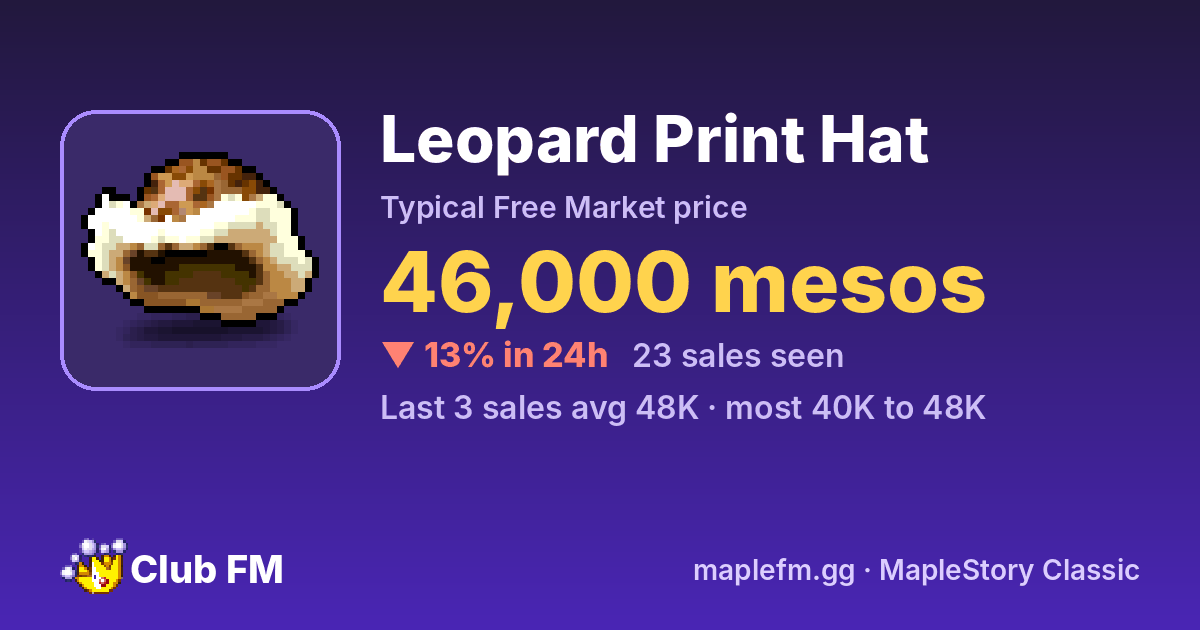 Leopard Print Hat
Typical Free Market price
46,000 mesos
▼ 13% in 24h 23 sales seen
Last 3 sales avg 48K · most 40K to 48K
Club FM
maplefm.gg · MapleStory Classic